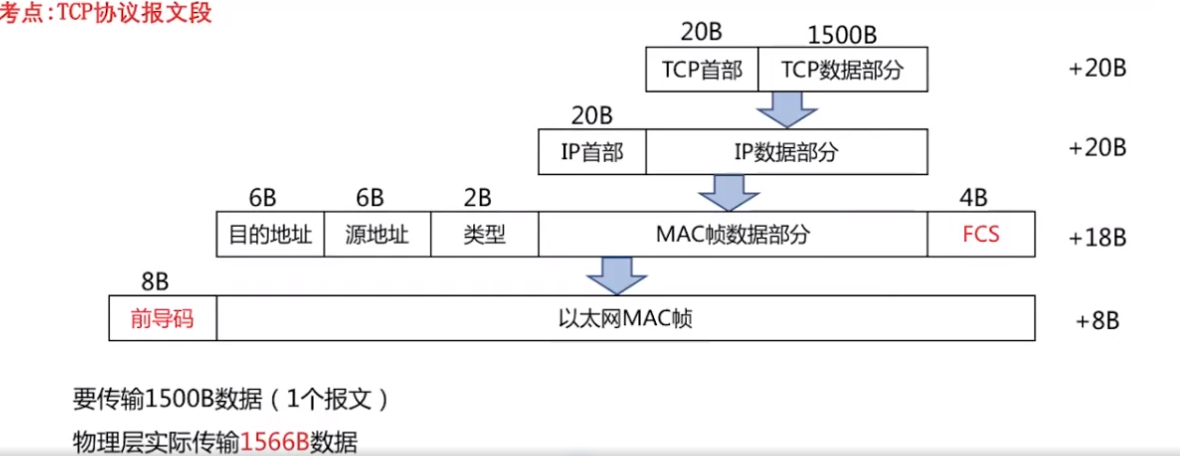 考点:TCP协议报文段
20B 1500B
TCP首部 TCP数据部分 +20B
20B
IP首部 IP数据部分 +20B
6B 6B 2B 4B
目的地址 源地址 类型 MAC帧数据部分 FCS +18B
8B
前导码 以太网MAC帧 +8B
要传输1500B数据（1个报文）
物理层实际传输1566B数据